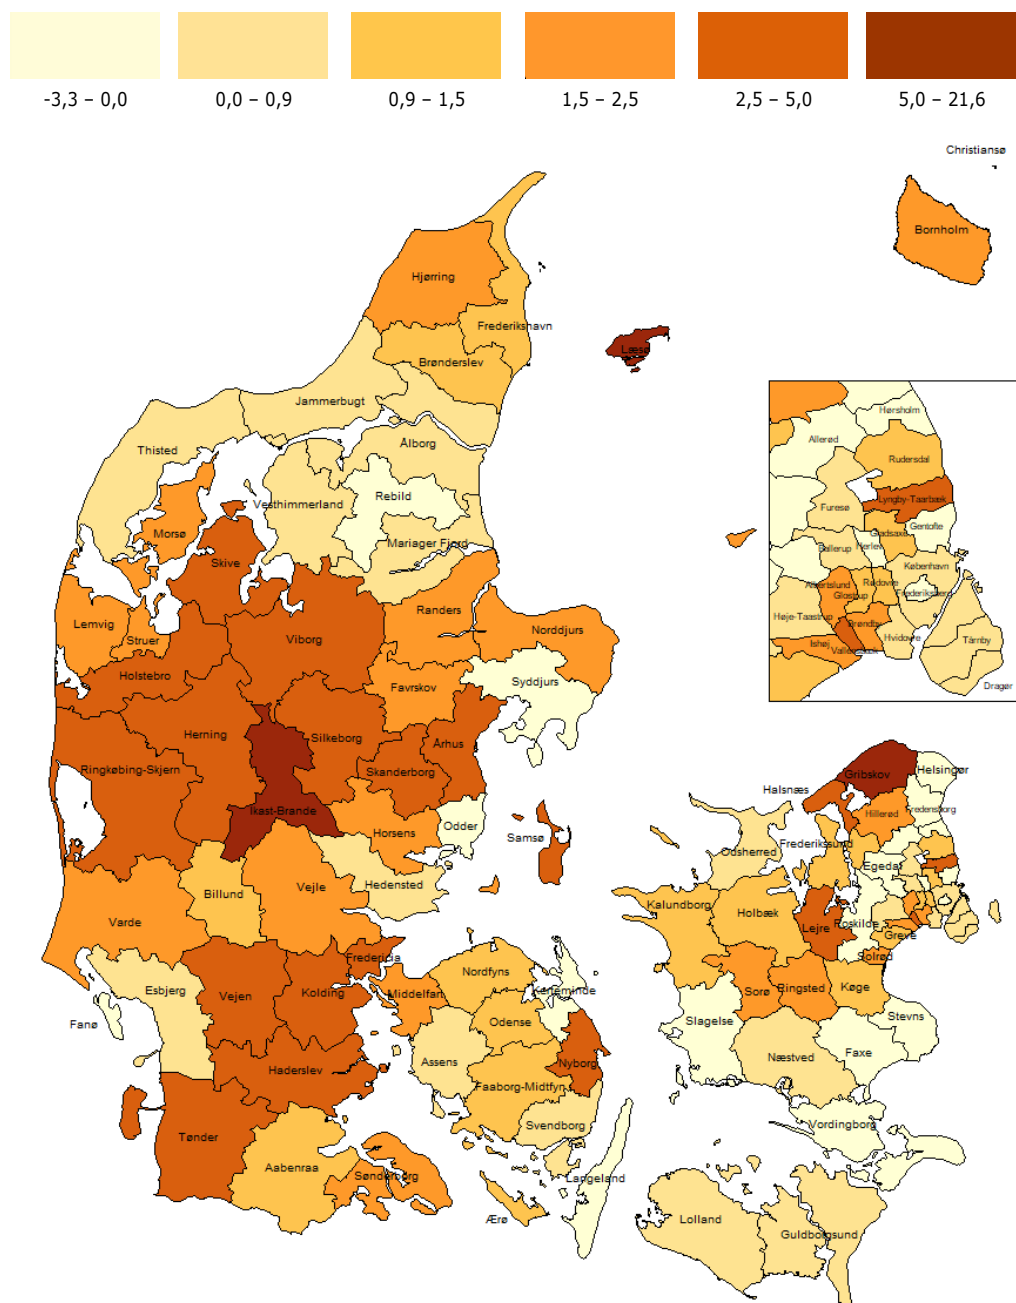 -3,3 – 0,0
0,0 – 0,9
0,9 – 1,5
1,5 – 2,5
2,5 – 5,0
5,0 – 21,6
Christiansø
Bornholm
Hjørring
Frederikshavn
Læsø
Brønderslev
Jammerbugt
Hørsholm
Allerød
Ålborg
Thisted
Rudersdal
Rebild
Vesthimmerland
Lyngby-Taarbæk
Furesø
Gentofte
Morsø
Gladsaxe
Mariager Fjord
Ballerup
Herlev
Skive
København
Albertslund
Rødovre
Frederiksberg
Glostrup
Randers
Høje-Taastrup
Lemvig
Brøndby
Norddjurs
Struer
Viborg
Hvidovre
Tårnby
Ishøj
Vallensbæk
Holstebro
Syddjurs
Favrskov
Dragør
Herning
Silkeborg
Århus
Ringkøbing-Skjern
Skanderborg
Gribskov
Helsingør
Halsnæs
Ikast-Brande
Fredensborg
Hillerød
Odder
Horsens
Samsø
Frederikssund
Odsherred
Egedal
Hedensted
Vejle
Billund
Kalundborg
Holbæk
Varde
Roskilde
Lejre
Greve
Fredericia
Solrød
Nordfyns
Esbjerg
Kerteminde
Sorø
Ringsted
Vejen
Kolding
Middelfart
Køge
Stevns
Fanø
Odense
Slagelse
Faxe
Næstved
Assens
Nyborg
Haderslev
Faaborg-Midtfyn
Svendborg
Vordingborg
Tønder
Aabenraa
Sønderborg
Langeland
Ærø
Lolland
Guldborgsund